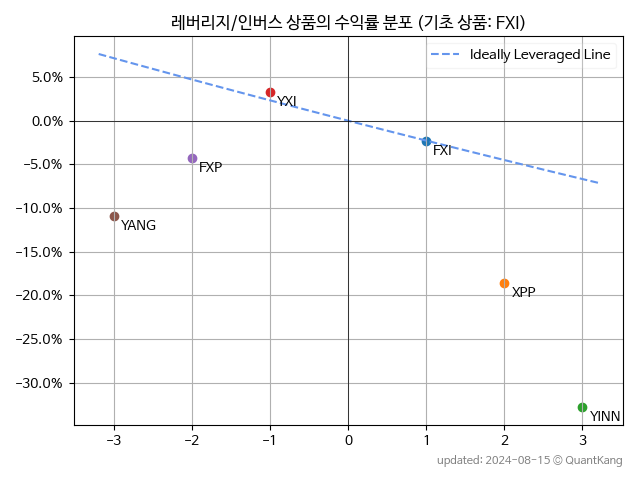 레버리지/인버스 상품의 수익률 분포 (기초 상품: FXI)
Ideally Leveraged Line
5.0%
0.0%
−5.0%
−10.0%
−15.0%
−20.0%
−25.0%
−30.0%
YXI
FXI
FXP
YANG
XPP
YINN
−3 −2 −1 0 1 2 3
updated: 2024-08-15 © QuantKang